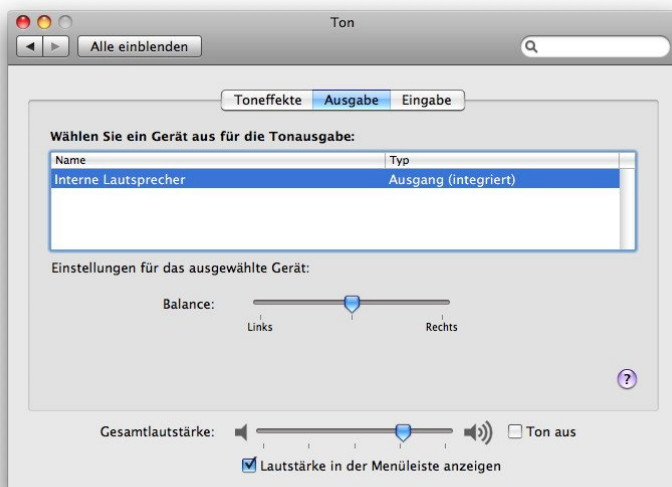 Ton
Alle einblenden
Toneffekte Ausgabe Eingabe
Wählen Sie ein Gerät aus für die Tonausgabe:
Name Typ
Interne Lautsprecher Ausgang (integriert)
Einstellungen für das ausgewählte Gerät:
Balance:
Links Rechts
?
Gesamtlautstärke: Ton aus
Lautstärke in der Menüleiste anzeigen